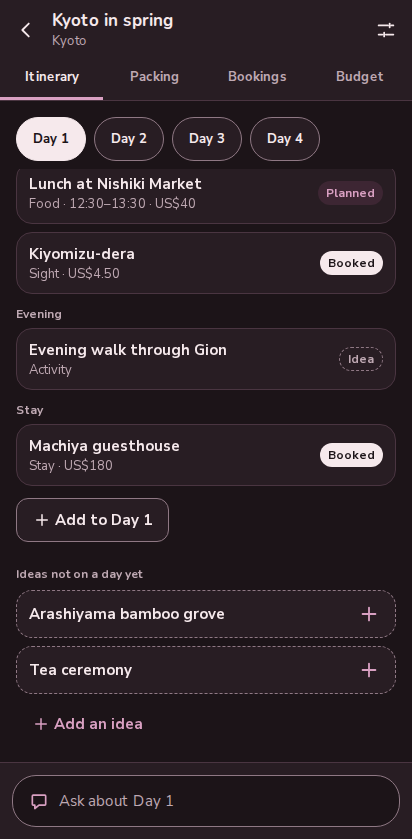 Kyoto in spring
Kyoto
Itinerary
Packing
Bookings
Budget
Day 1
Day 2
Day 3
Day 4
Lunch at Nishiki Market
Food · 12:30–13:30 · US$40
Planned
Kiyomizu-dera
Sight · US$4.50
Booked
Evening
Evening walk through Gion
Activity
Idea
Stay
Machiya guesthouse
Stay · US$180
Booked
Add to Day 1
Ideas not on a day yet
Arashiyama bamboo grove
Tea ceremony
Add an idea
Ask about Day 1